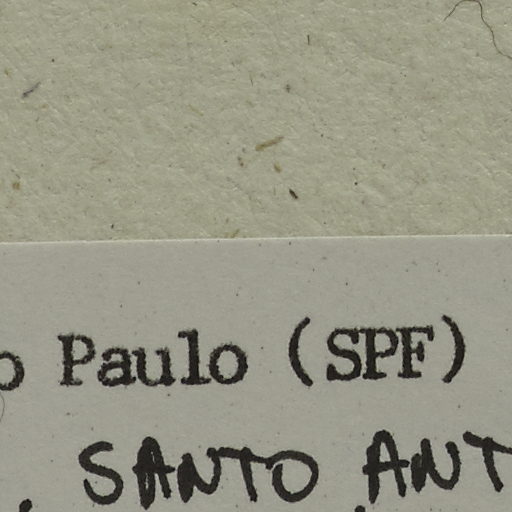 o Paulo (SPF)
. SANTO ANT